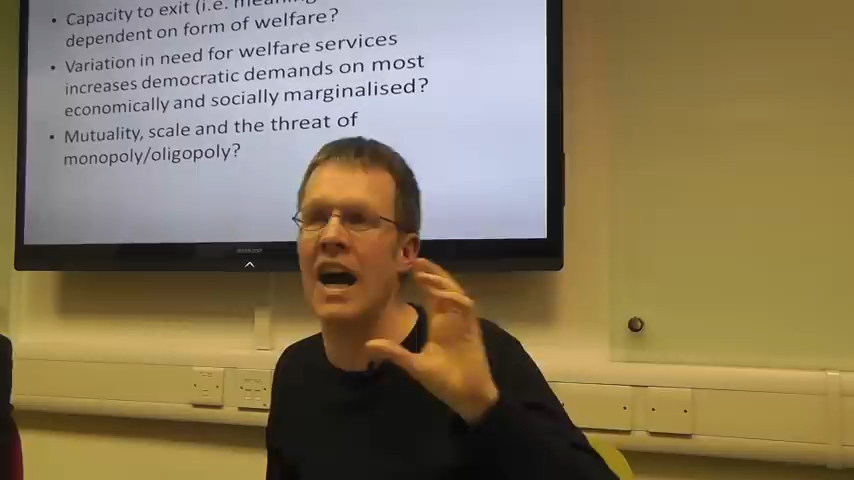 • Capacity to exit (i.e. meaning
dependent on form of welfare?
• Variation in need for welfare services
increases democratic demands on most
economically and socially marginalised?
• Mutuality, scale and the threat of
monopoly/oligopoly?